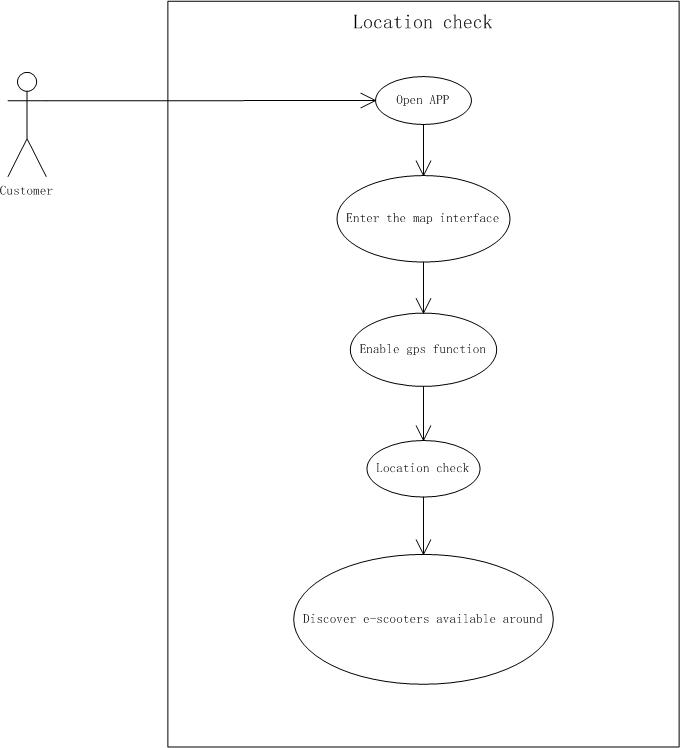 Location check
Open APP
Customer
Enter the map interface
Enable gps function
Location check
Discover e-scooters available around